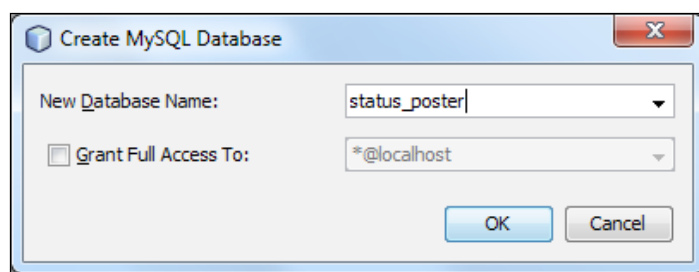 Create MySQL Database
New Database Name: status_poster
Grant Full Access To: *@localhost
OK Cancel